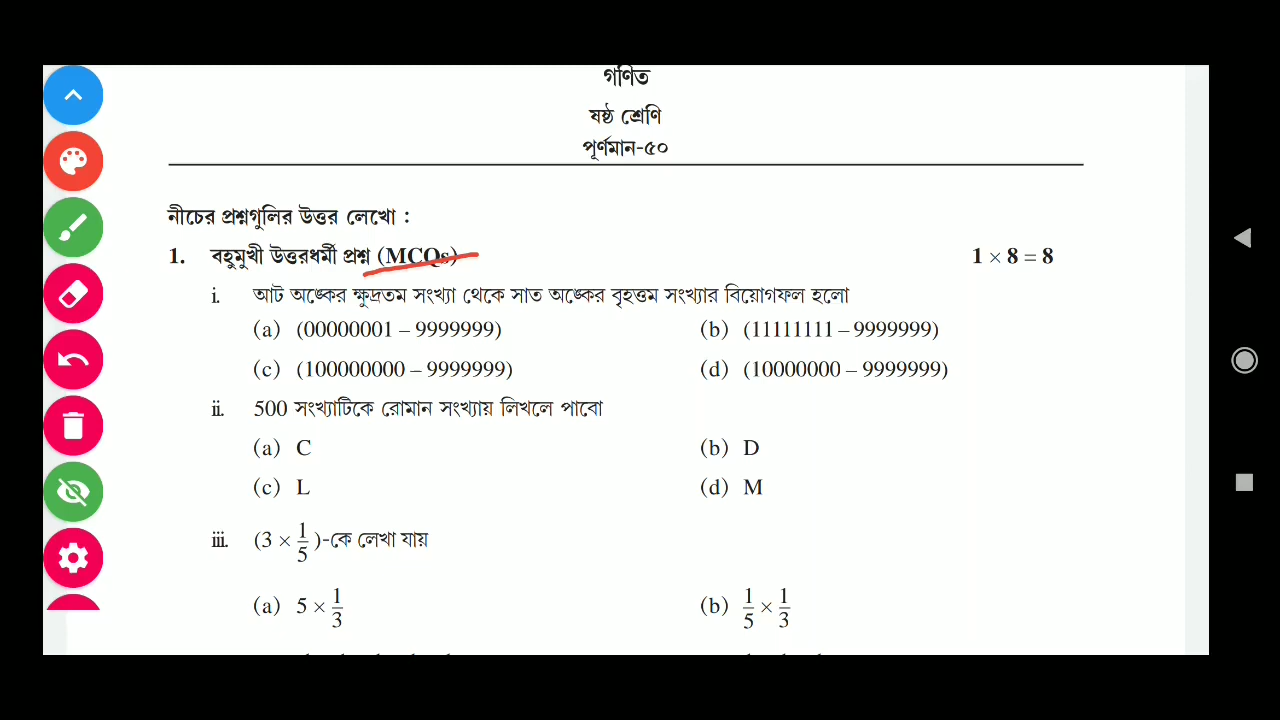 গণিত
ষষ্ঠ শ্রেণি
পূর্ণমান-৫০
নীচের প্রশ্নগুলির উত্তর লেখো :
1. বহুমুখী উত্তরধর্মী প্রশ্ন (MCQs) 1 × 8 = 8
i. আট অঙ্কের ক্ষুদ্রতম সংখ্যা থেকে সাত অঙ্কের বৃহত্তম সংখ্যার বিয়োগফল হলো
(a) (00000001 – 9999999) (b) (11111111 – 9999999)
(c) (100000000 – 9999999) (d) (10000000 – 9999999)
ii. 500 সংখ্যাটিকে রোমান সংখ্যায় লিখলে পাবো
(a) C (b) D
(c) L (d) M
iii. (3 × 1/5)-কে লেখা যায়
(a) 5 × 1/3 (b) 1/5 × 1/3